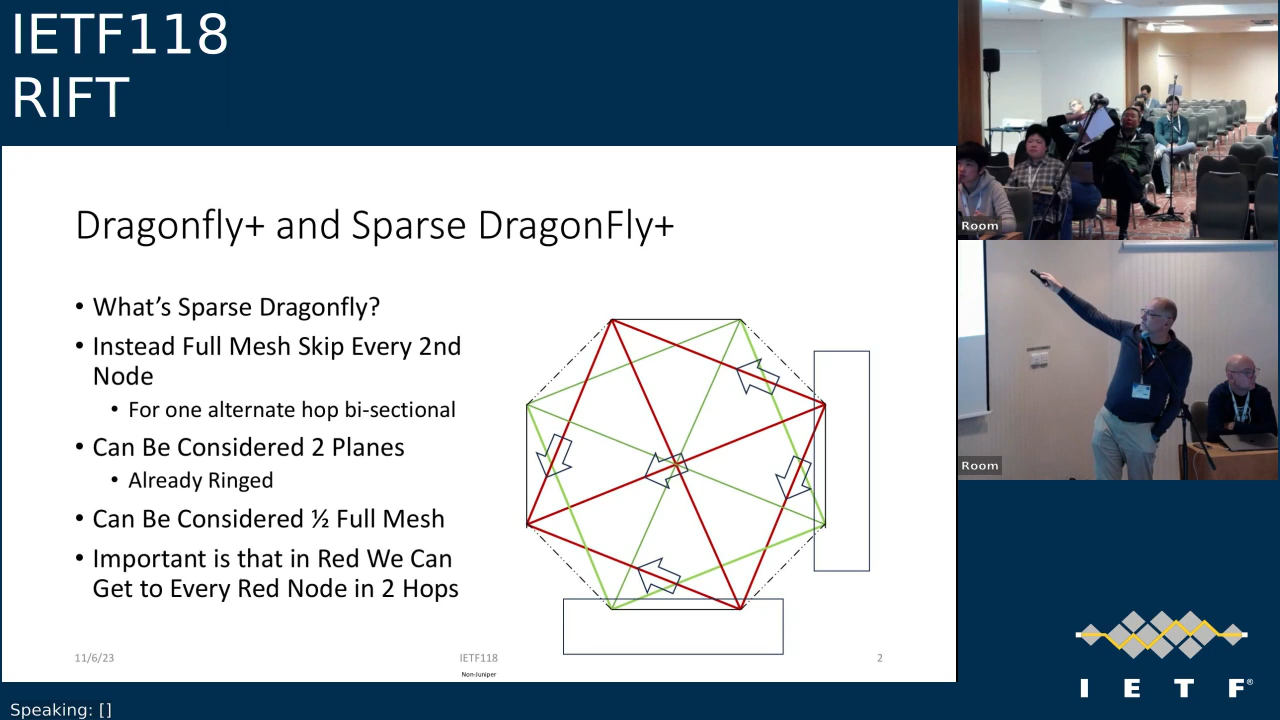 IETF118
RIFT
Dragonfly+ and Sparse DragonFly+
• What’s Sparse Dragonfly?
• Instead Full Mesh Skip Every 2nd
Node
• For one alternate hop bi-sectional
• Can Be Considered 2 Planes
• Already Ringed
• Can Be Considered ½ Full Mesh
• Important is that in Red We Can
Get to Every Red Node in 2 Hops
11/6/23
IETF118
2
Non-Juniper
Room
Room
I E T F®
Speaking: []